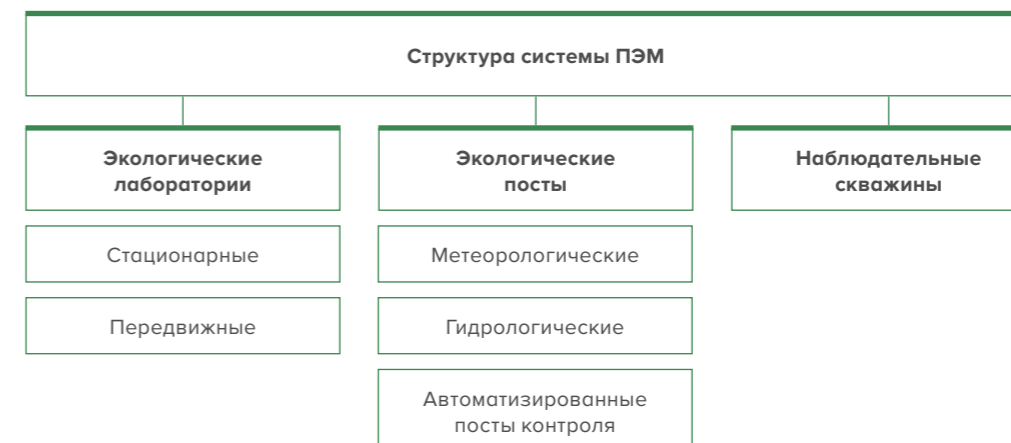 Структура системы ПЭМ
Экологические
лаборатории
Экологические
посты
Наблюдательные
скважины
Стационарные
Метеорологические
Передвижные
Гидрологические
Автоматизированные
посты контроля